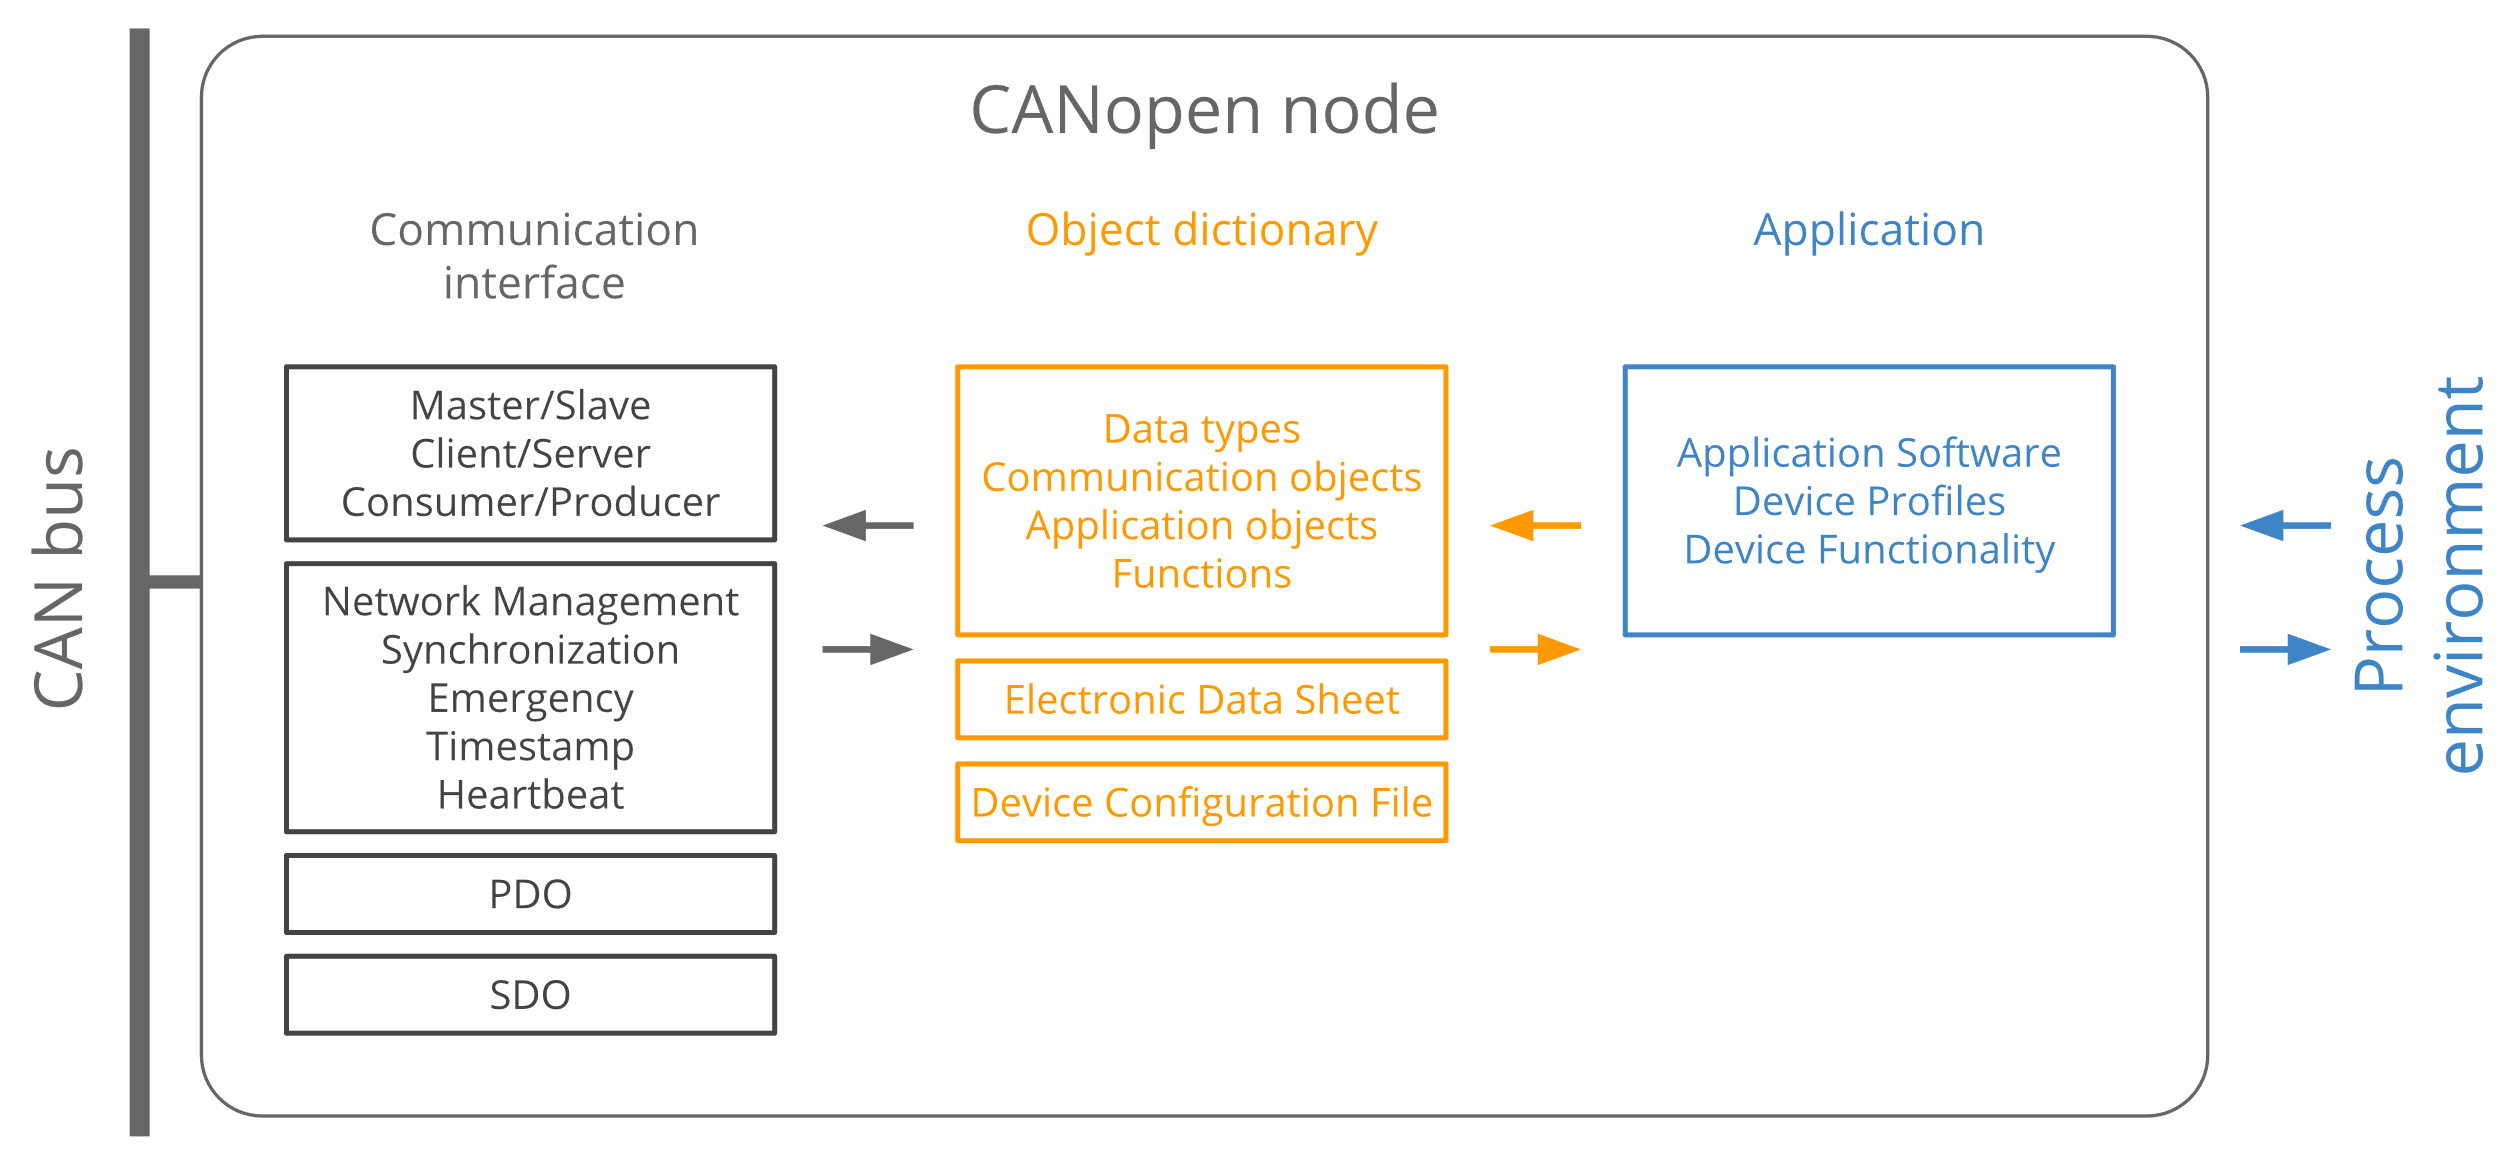 CANopen node
CAN bus
Communication
interface
Master/Slave
Client/Server
Consumer/Producer
Network Management
Synchronization
Emergency
Timestamp
Heartbeat
PDO
SDO
Object dictionary
Data types
Communication objects
Application objects
Functions
Electronic Data Sheet
Device Configuration File
Application
Application Software
Device Profiles
Device Functionality
Process
environment